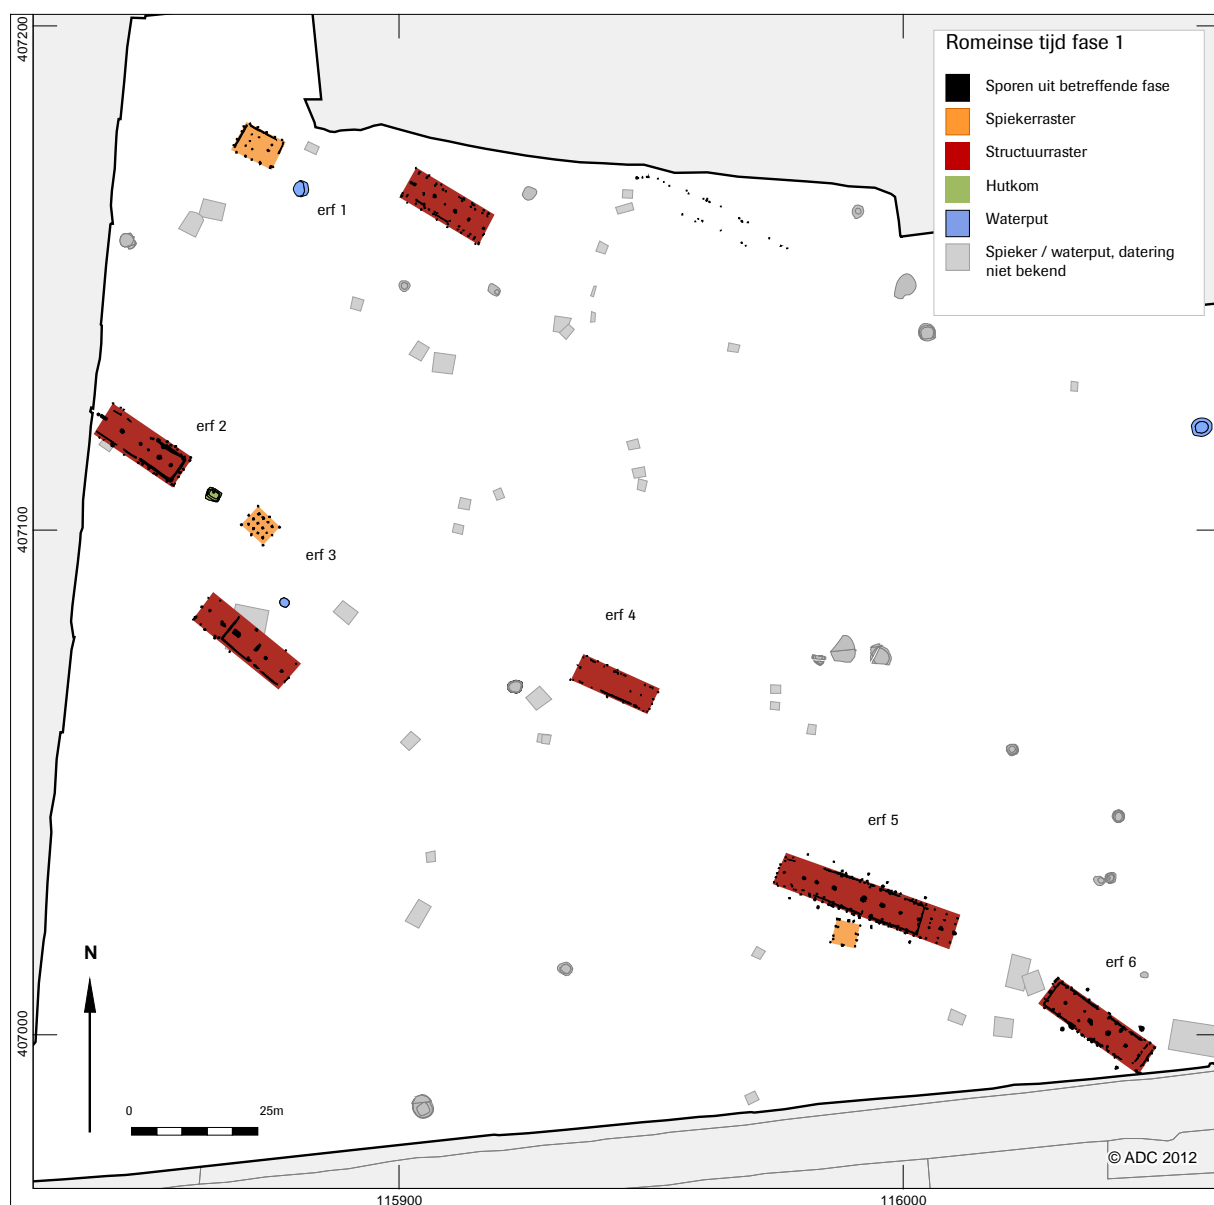 407200
Romeinse tijd fase 1
Sporen uit betreffende fase
Spiekerraster
Structuurraster
Hutkom
Waterput
Spieker / waterput, datering
niet bekend
erf 1
erf 2
407100
erf 3
erf 4
erf 5
N
erf 6
407000
0
25m
© ADC 2012
115900
116000